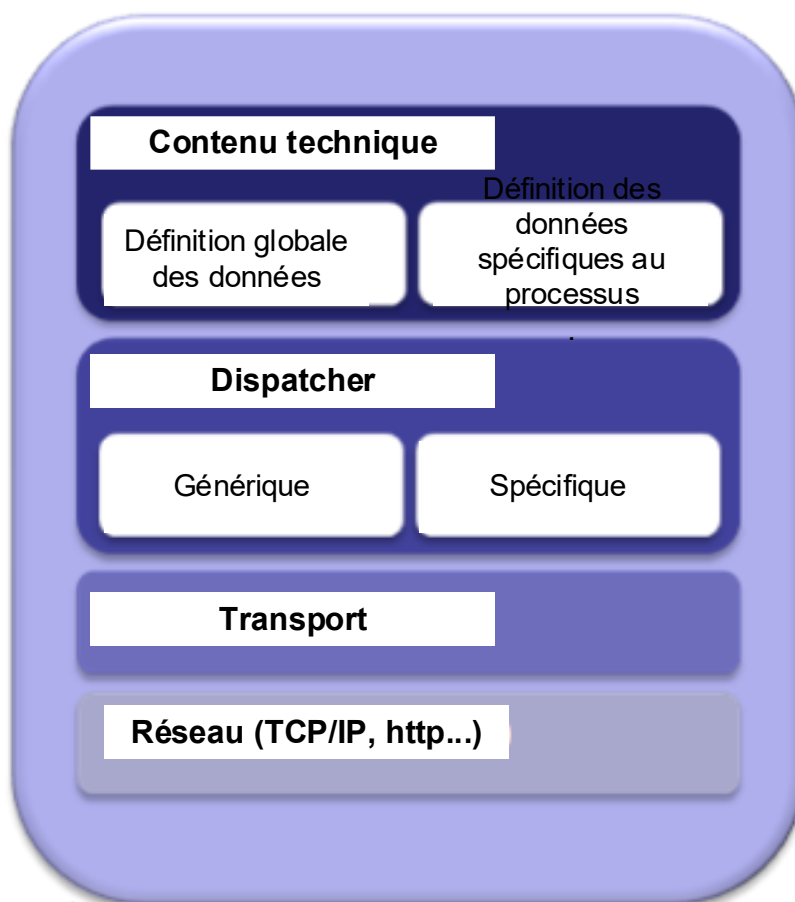 Contenu technique
Définition globale
des données
Définition des
données
spécifiques au
processus
.
Dispatcher
Générique
Spécifique
Transport
Réseau (TCP/IP, http...)